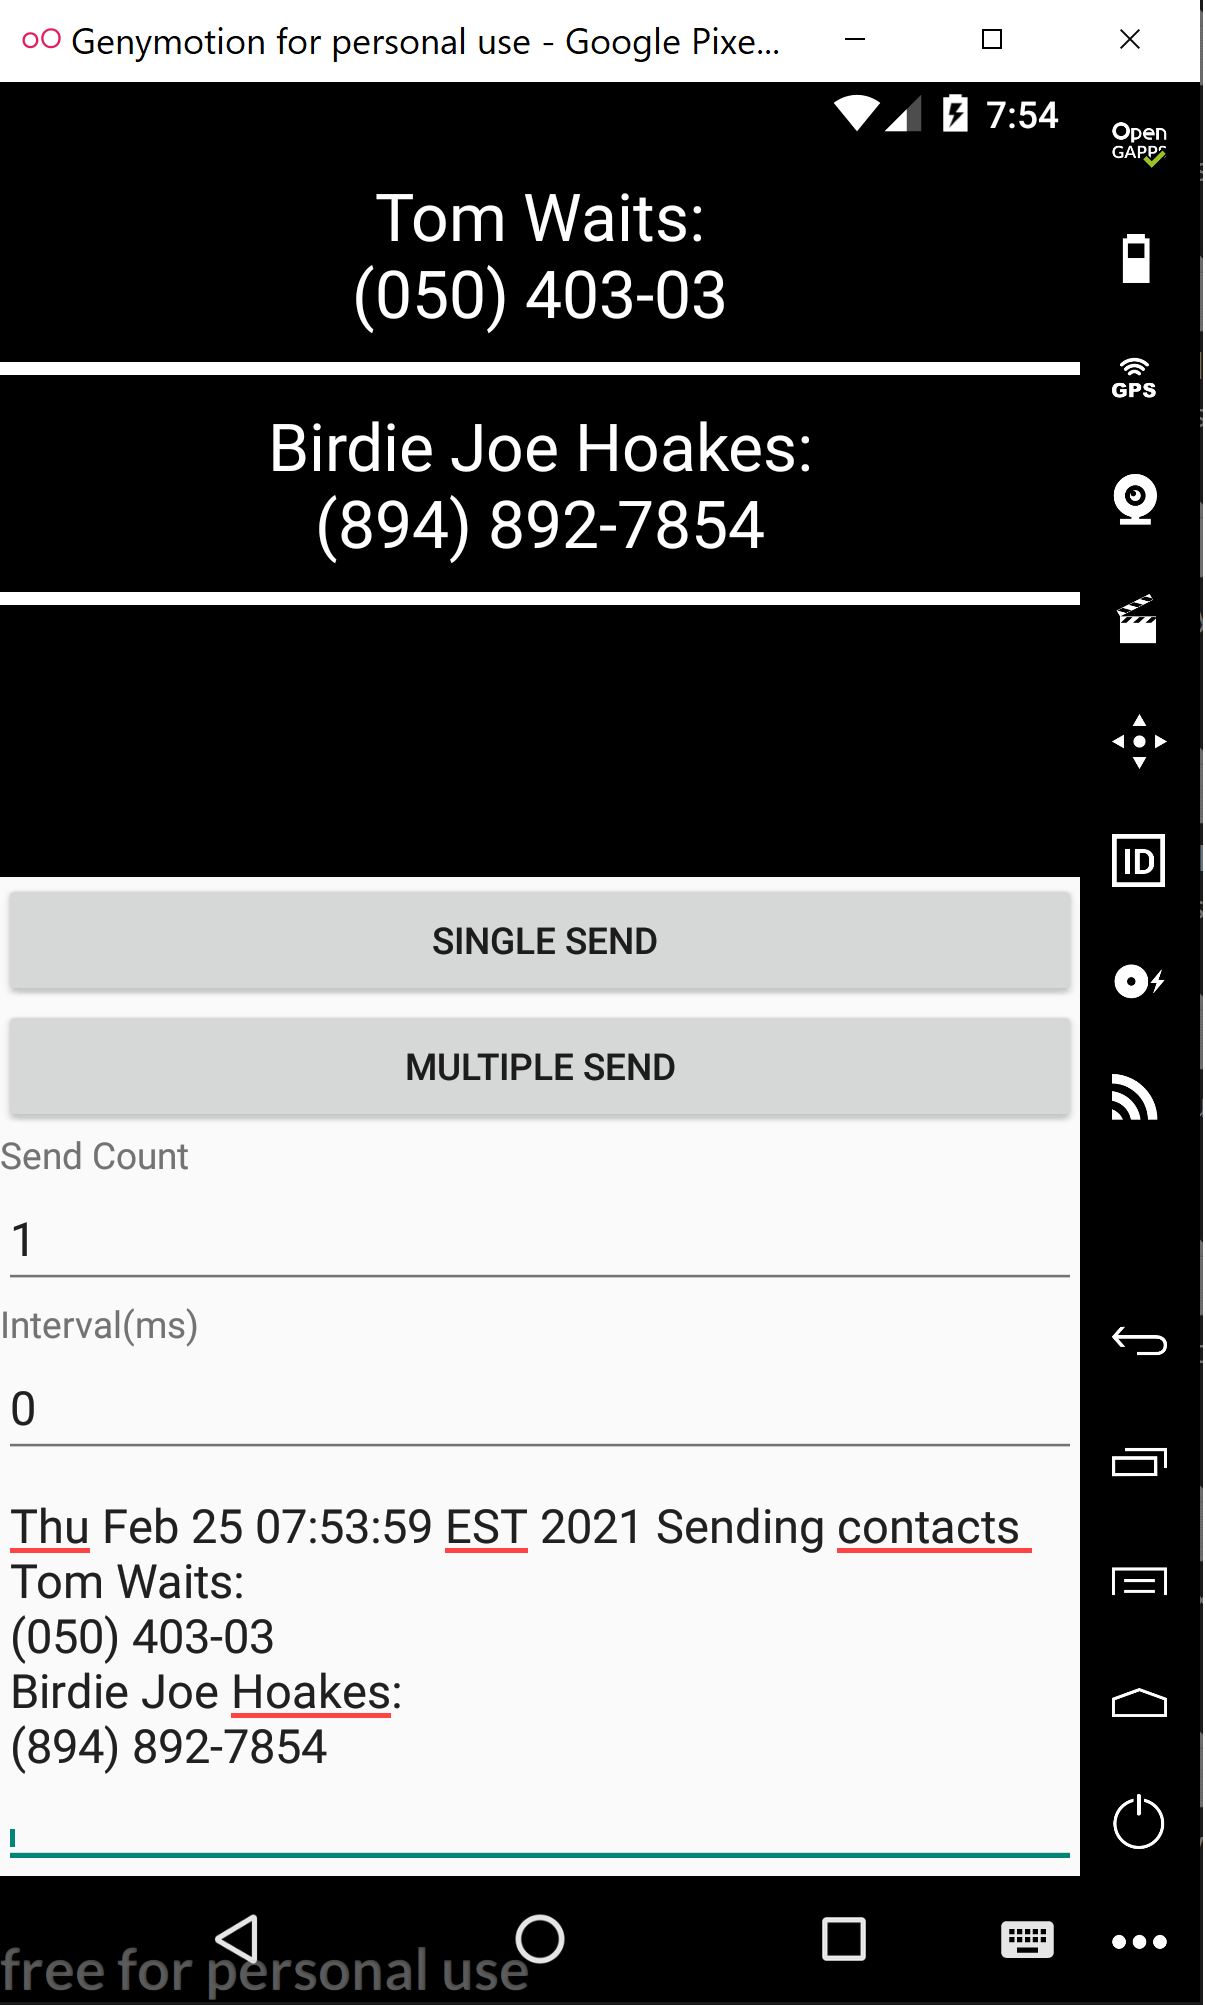 Genymotion for personal use - Google Pixe...
7:54
Open
GAPPS
Tom Waits:
(050) 403-03
GPS
Birdie Joe Hoakes:
(894) 892-7854
ID
SINGLE SEND
MULTIPLE SEND
Send Count
1
Interval(ms)
0
Thu Feb 25 07:53:59 EST 2021 Sending contacts
Tom Waits:
(050) 403-03
Birdie Joe Hoakes:
(894) 892-7854
free for personal use